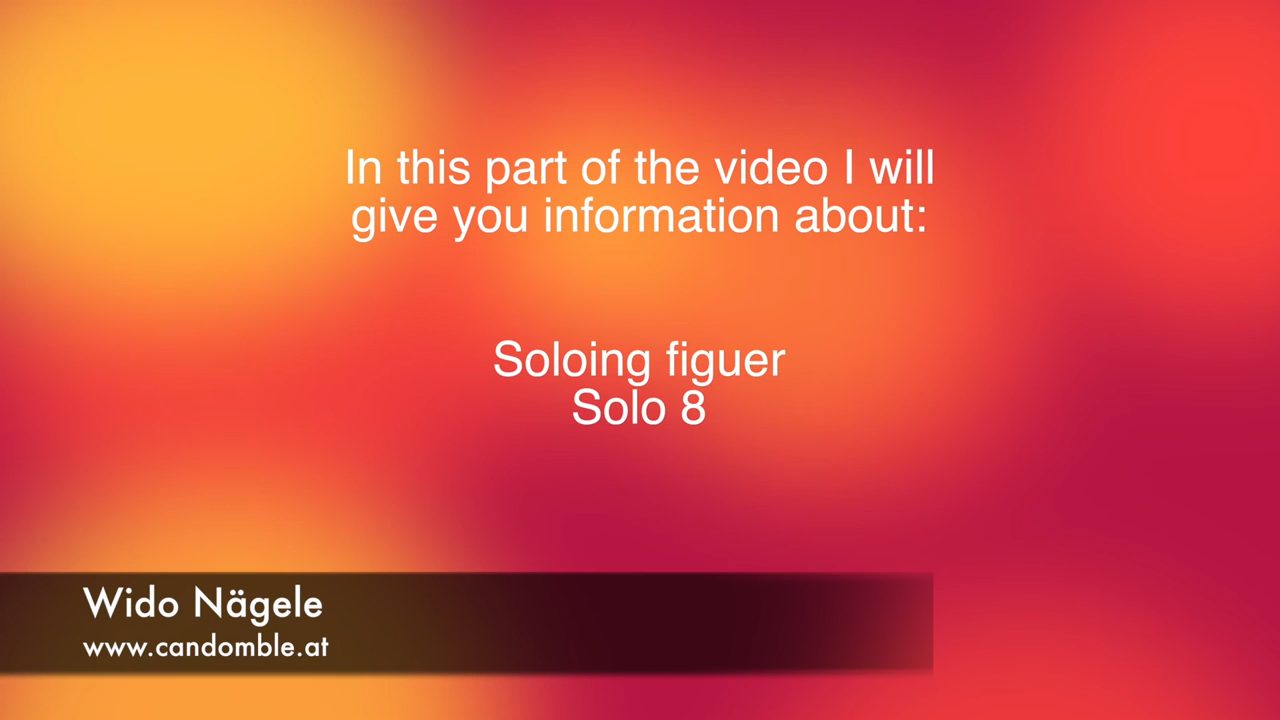 In this part of the video I will
give you information about:
Soloing figuer
Solo 8
Wido Nägele
www.candomble.at